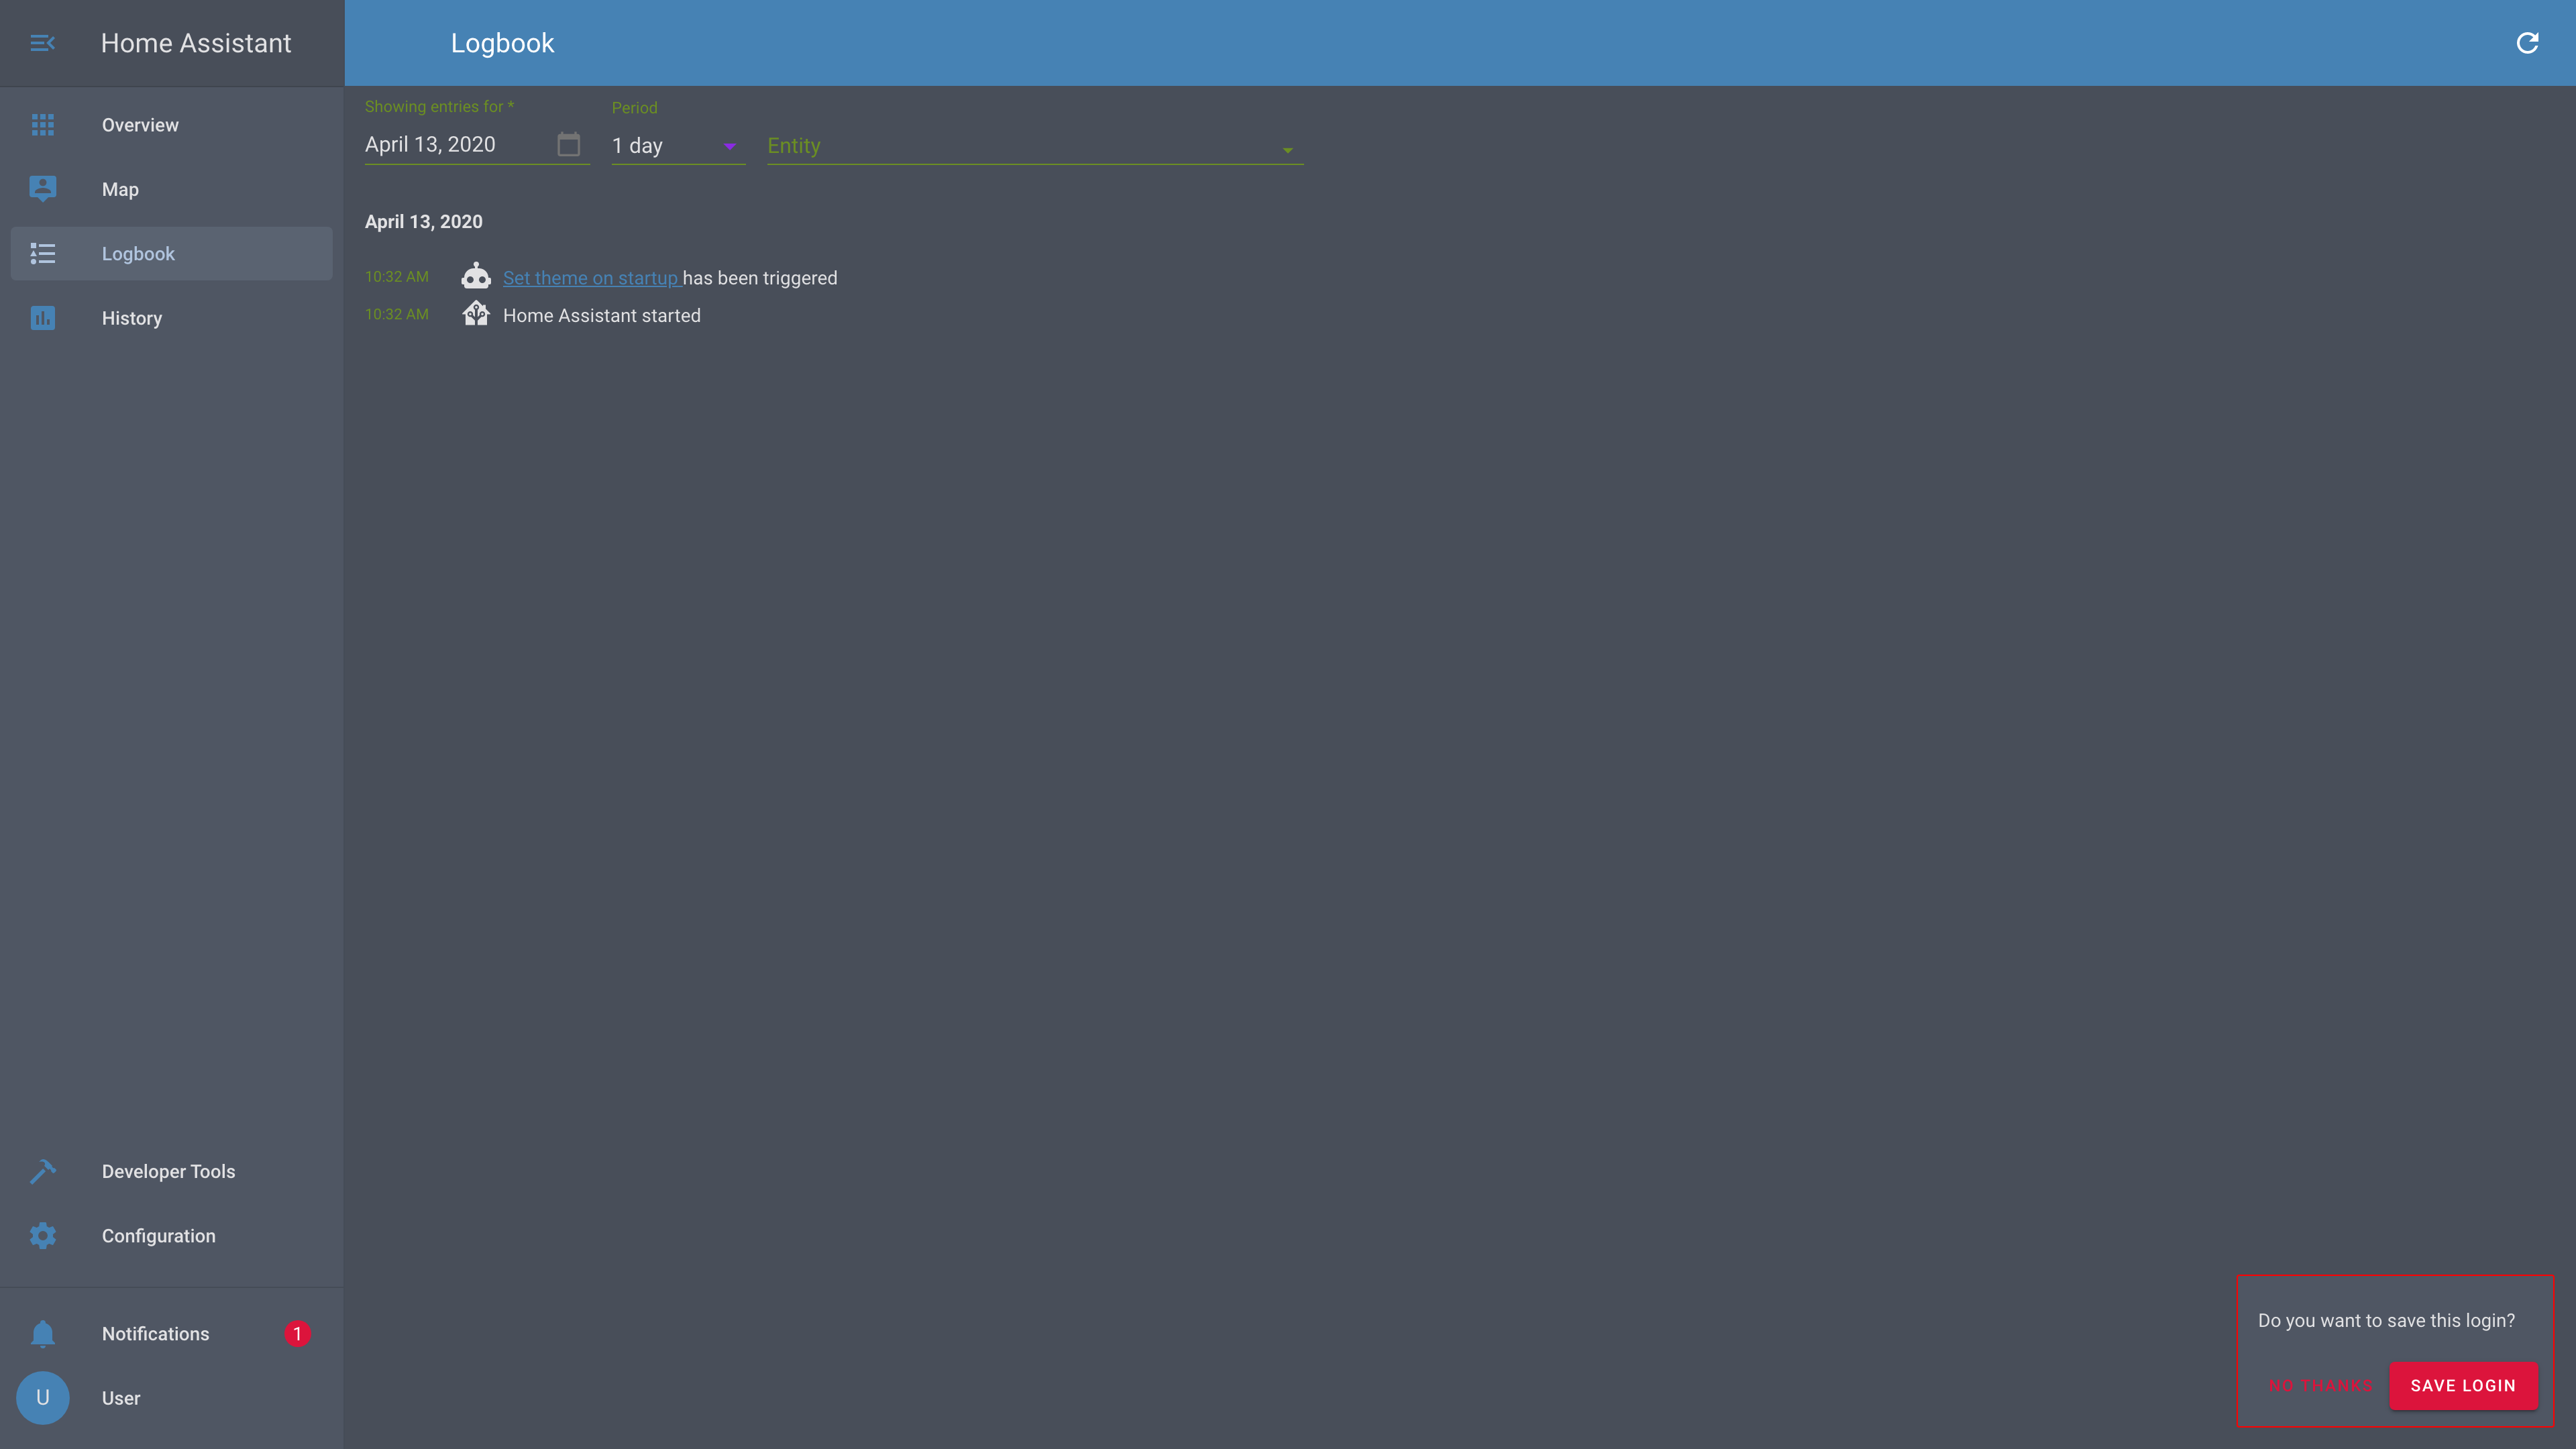 Home Assistant
Logbook
Overview
Map
Logbook
History
Developer Tools
Configuration
Notifications
1
U
User
Showing entries for *
Period
April 13, 2020
1 day
Entity
April 13, 2020
10:32 AM Set theme on startup has been triggered
10:32 AM Home Assistant started
Do you want to save this login?
NO THANKS SAVE LOGIN